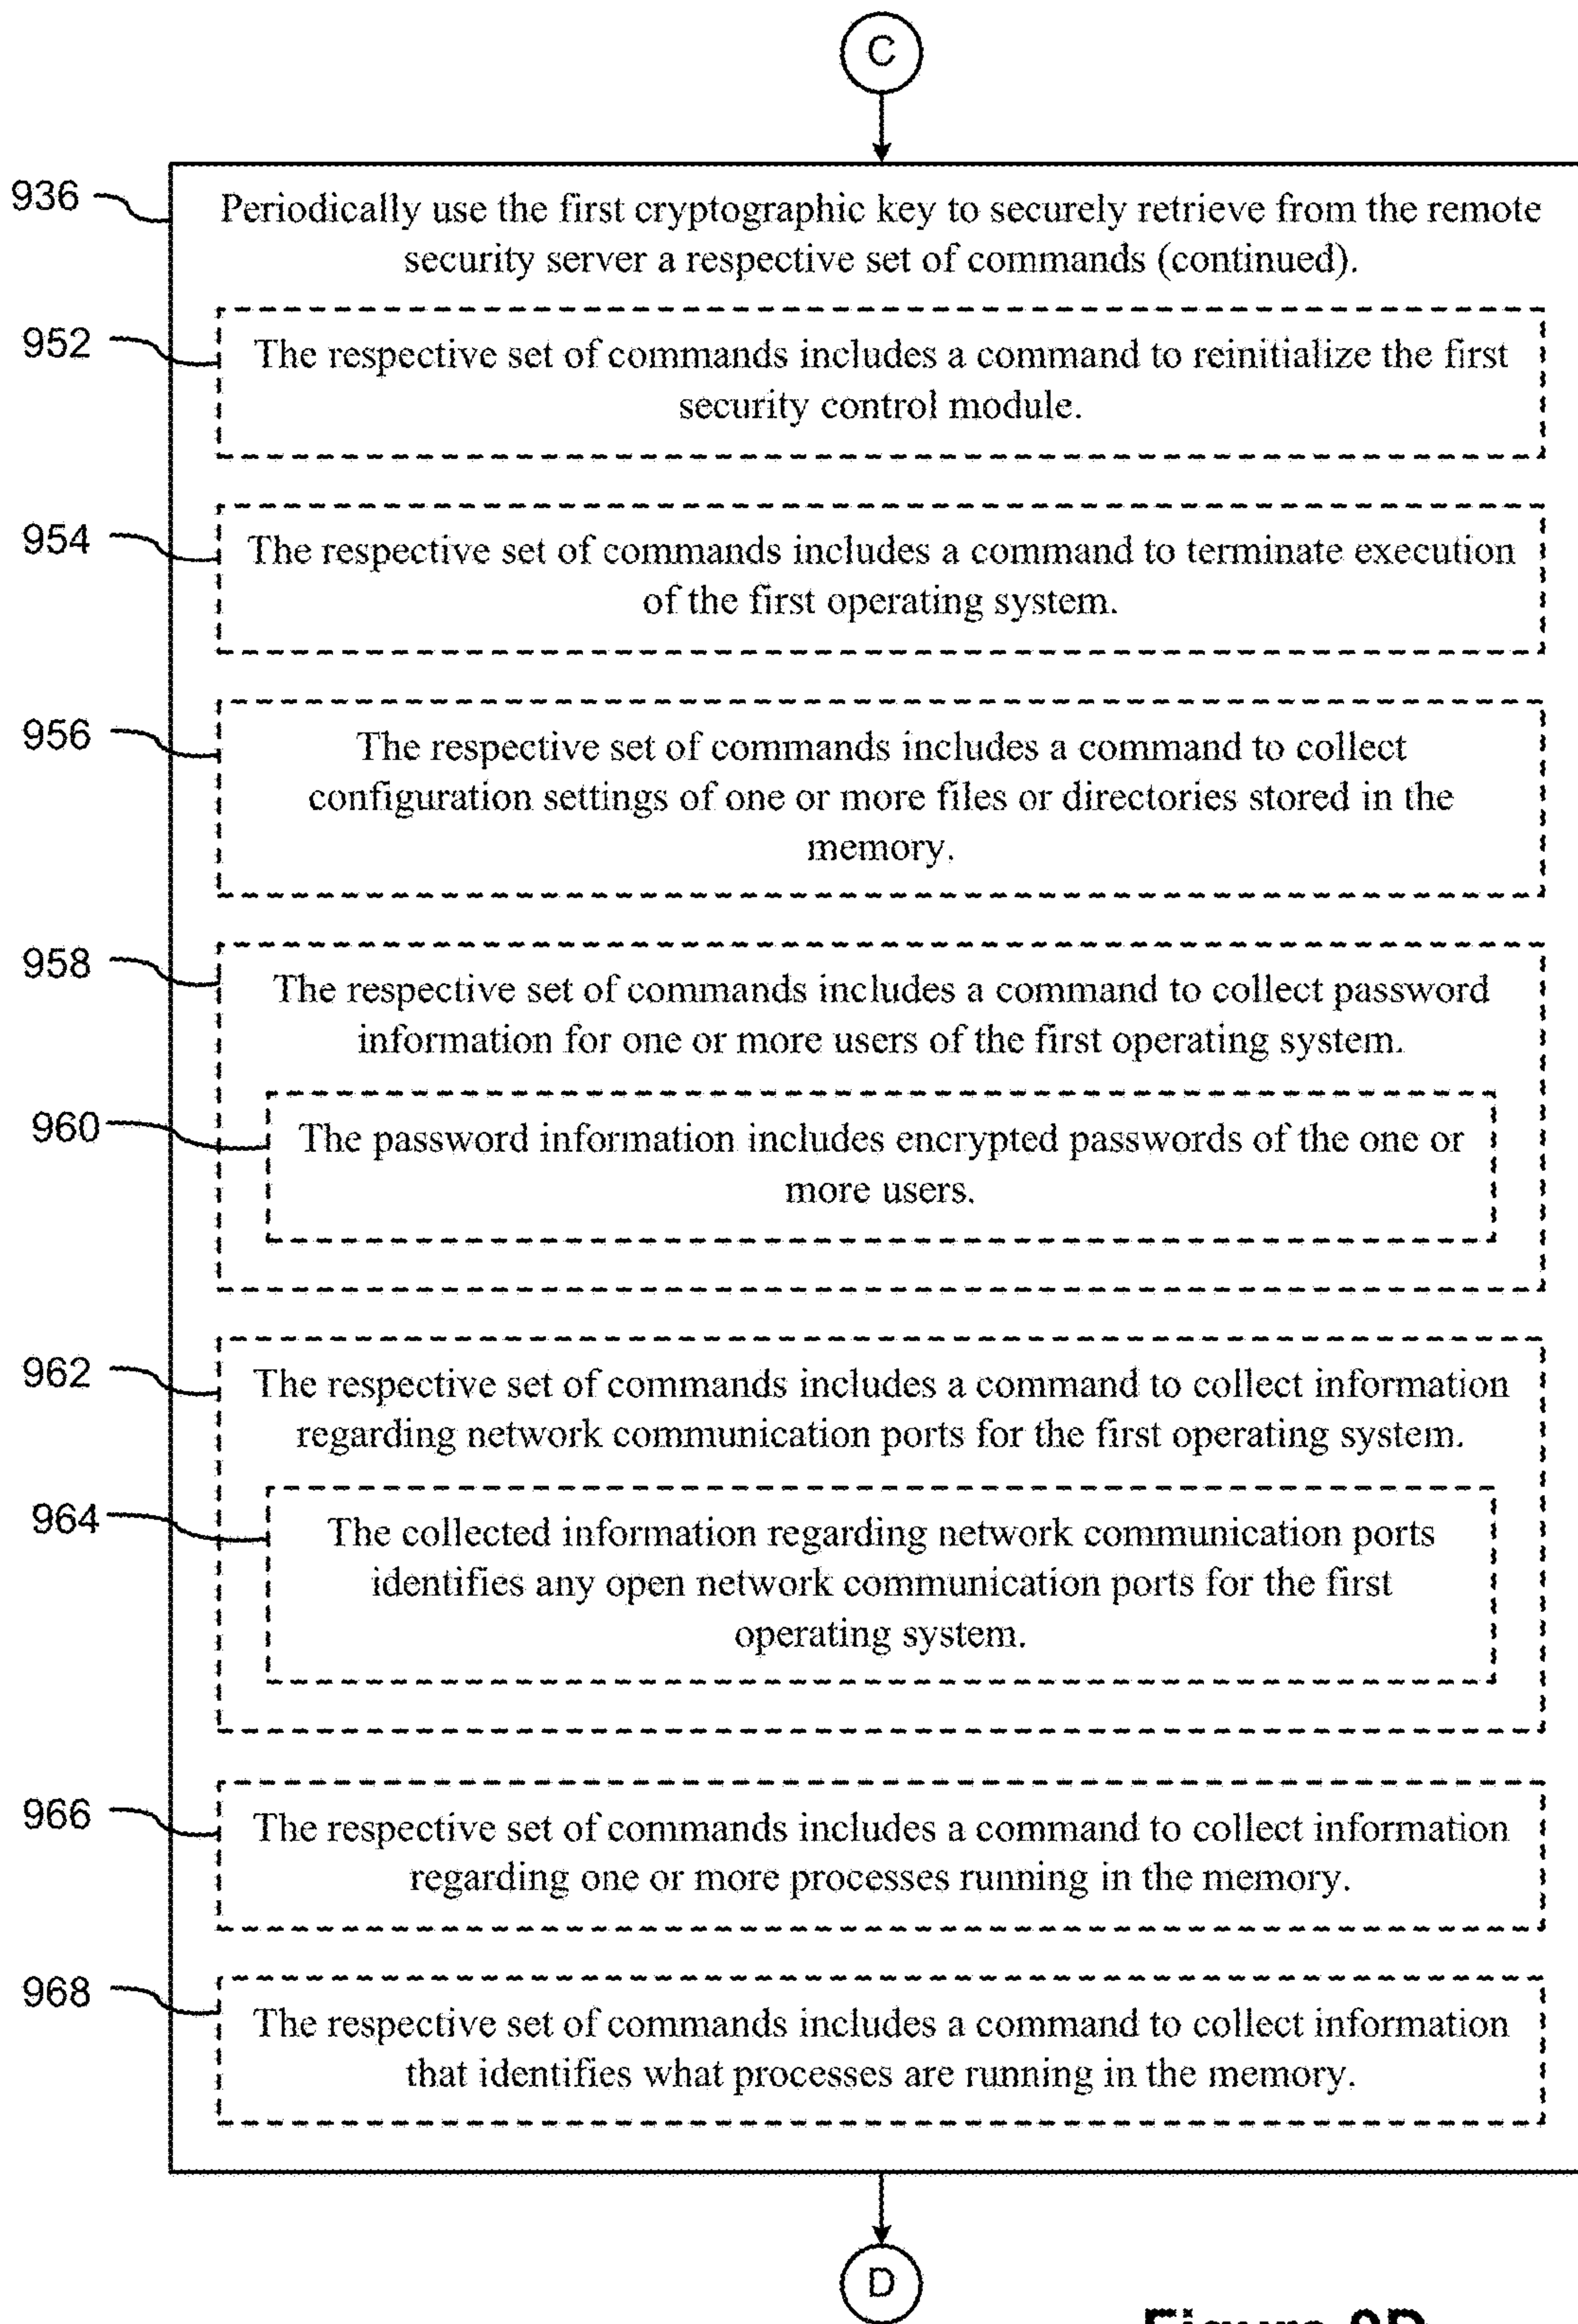 C
936
Periodically use the first cryptographic key to securely retrieve from the remote
security server a respective set of commands (continued).
952
The respective set of commands includes a command to reinitialize the first
security control module.
954
The respective set of commands includes a command to terminate execution
of the first operating system.
956
The respective set of commands includes a command to collect
configuration settings of one or more files or directories stored in the
memory.
958
The respective set of commands includes a command to collect password
information for one or more users of the first operating system.
960
The password information includes encrypted passwords of the one or
more users.
962
The respective set of commands includes a command to collect information
regarding network communication ports for the first operating system.
964
The collected information regarding network communication ports
identifies any open network communication ports for the first
operating system.
966
The respective set of commands includes a command to collect information
regarding one or more processes running in the memory.
968
The respective set of commands includes a command to collect information
that identifies what processes are running in the memory.
D